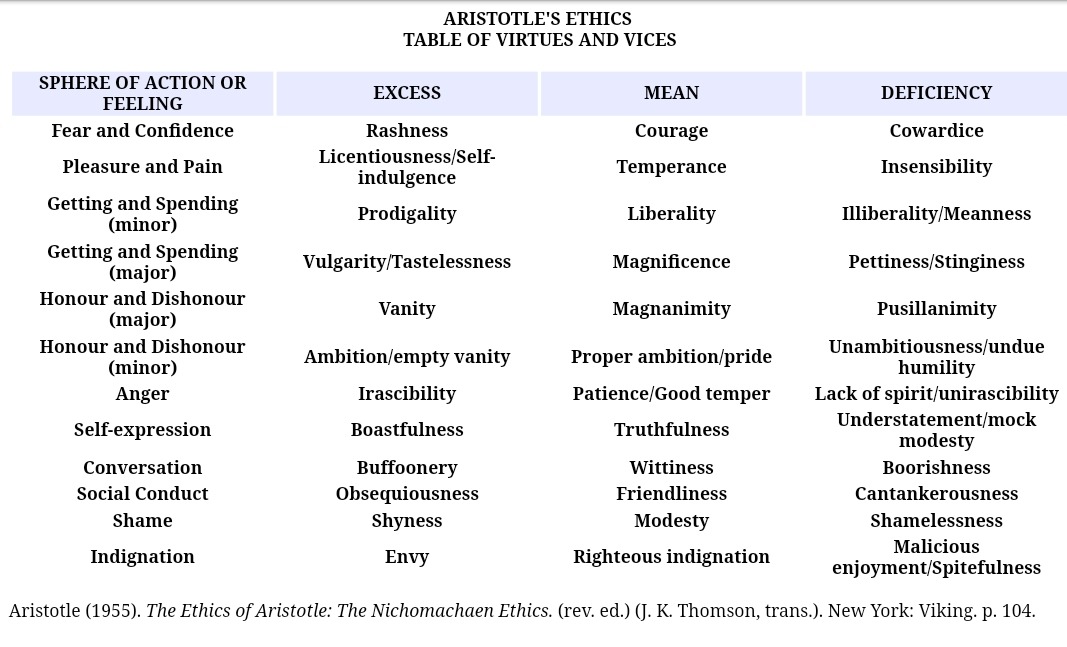 ARISTOTLE'S ETHICS
TABLE OF VIRTUES AND VICES
SPHERE OF ACTION OR
FEELING
EXCESS
MEAN
DEFICIENCY
Fear and Confidence
Rashness
Courage
Cowardice
Pleasure and Pain
Licentiousness/Self-
indulgence
Temperance
Insensibility
Getting and Spending
(minor)
Prodigality
Liberality
Illiberality/Meanness
Getting and Spending
(major)
Vulgarity/Tastelessness
Magnificence
Pettiness/Stinginess
Honour and Dishonour
(major)
Vanity
Magnanimity
Pusillanimity
Honour and Dishonour
(minor)
Ambition/empty vanity
Proper ambition/pride
Unambitiousness/undue
humility
Anger
Irascibility
Patience/Good temper
Lack of spirit/unirascibility
Self-expression
Boastfulness
Truthfulness
Understatement/mock
modesty
Conversation
Buffoonery
Wittiness
Boorishness
Social Conduct
Obsequiousness
Friendliness
Cantankerousness
Shame
Shyness
Modesty
Shamelessness
Indignation
Envy
Righteous indignation
Malicious
enjoyment/Spitefulness
Aristotle (1955). The Ethics of Aristotle: The Nichomachaen Ethics. (rev. ed.) (J. K. Thomson, trans.). New York: Viking. p. 104.